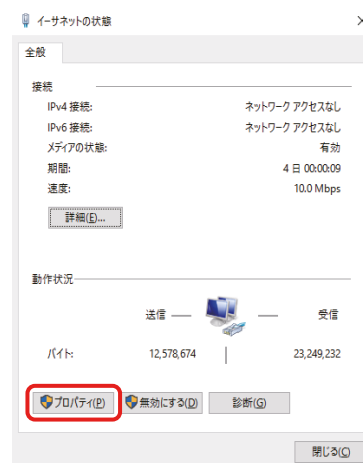 イーサネットの状態
全般
接続
IPv4 接続: ネットワーク アクセスなし
IPv6 接続: ネットワーク アクセスなし
メディアの状態: 有効
期間: 4 日 00:00:09
速度: 10.0 Mbps
詳細(E)...
動作状況
送信 受信
バイト: 12,578,674 23,249,232
プロパティ(P) 無効にする(D) 診断(G)
閉じる(C)